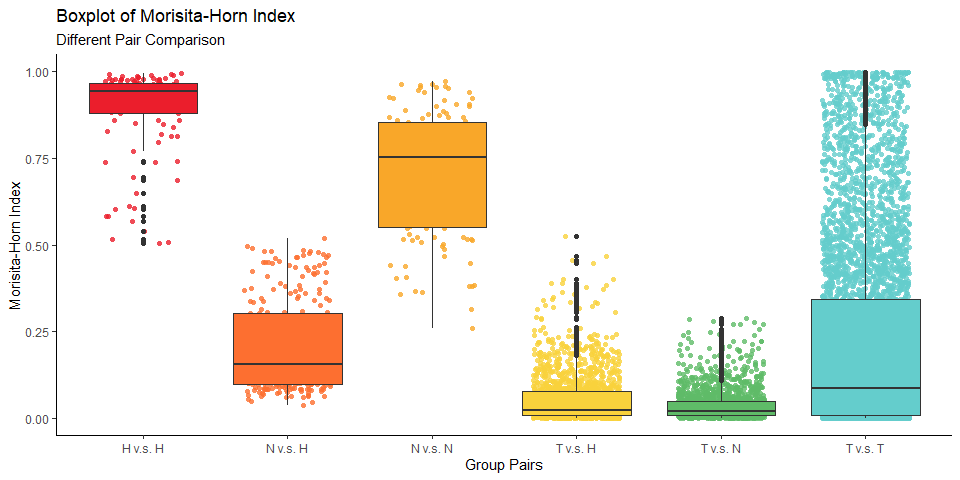 Boxplot of Morisita-Horn Index
Different Pair Comparison
Morisita-Horn Index
1.00
0.75
0.50
0.25
0.00
H v.s. H
N v.s. H
N v.s. N
T v.s. H
T v.s. N
T v.s. T
Group Pairs